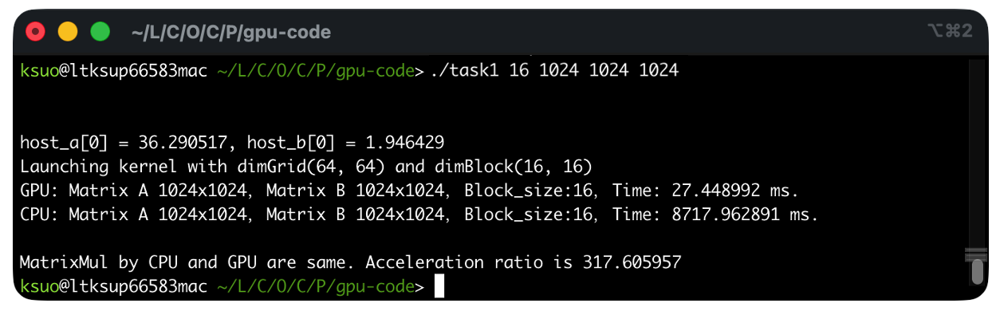 ~/L/C/O/C/P/gpu-code ⌥⌘2
ksuo@ltksup66583mac ~/L/C/O/C/P/gpu-code> ./task1 16 1024 1024 1024
host_a[0] = 36.290517, host_b[0] = 1.946429
Launching kernel with dimGrid(64, 64) and dimBlock(16, 16)
GPU: Matrix A 1024x1024, Matrix B 1024x1024, Block_size:16, Time: 27.448992 ms.
CPU: Matrix A 1024x1024, Matrix B 1024x1024, Block_size:16, Time: 8717.962891 ms.
MatrixMul by CPU and GPU are same. Acceleration ratio is 317.605957
ksuo@ltksup66583mac ~/L/C/O/C/P/gpu-code>